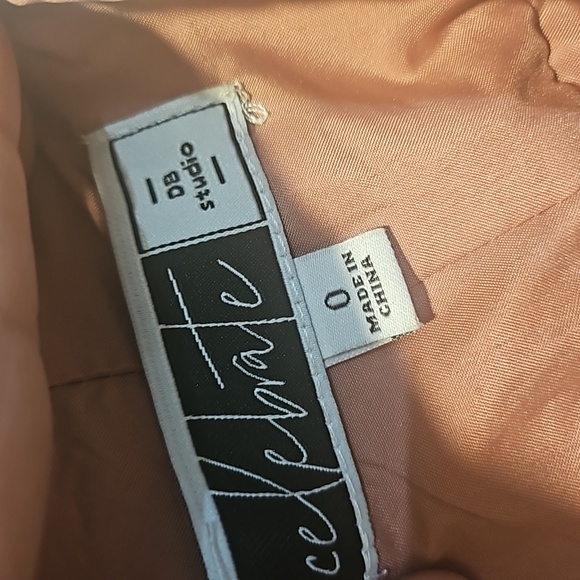 DB
studio
celebrate
0
MADE IN
CHINA